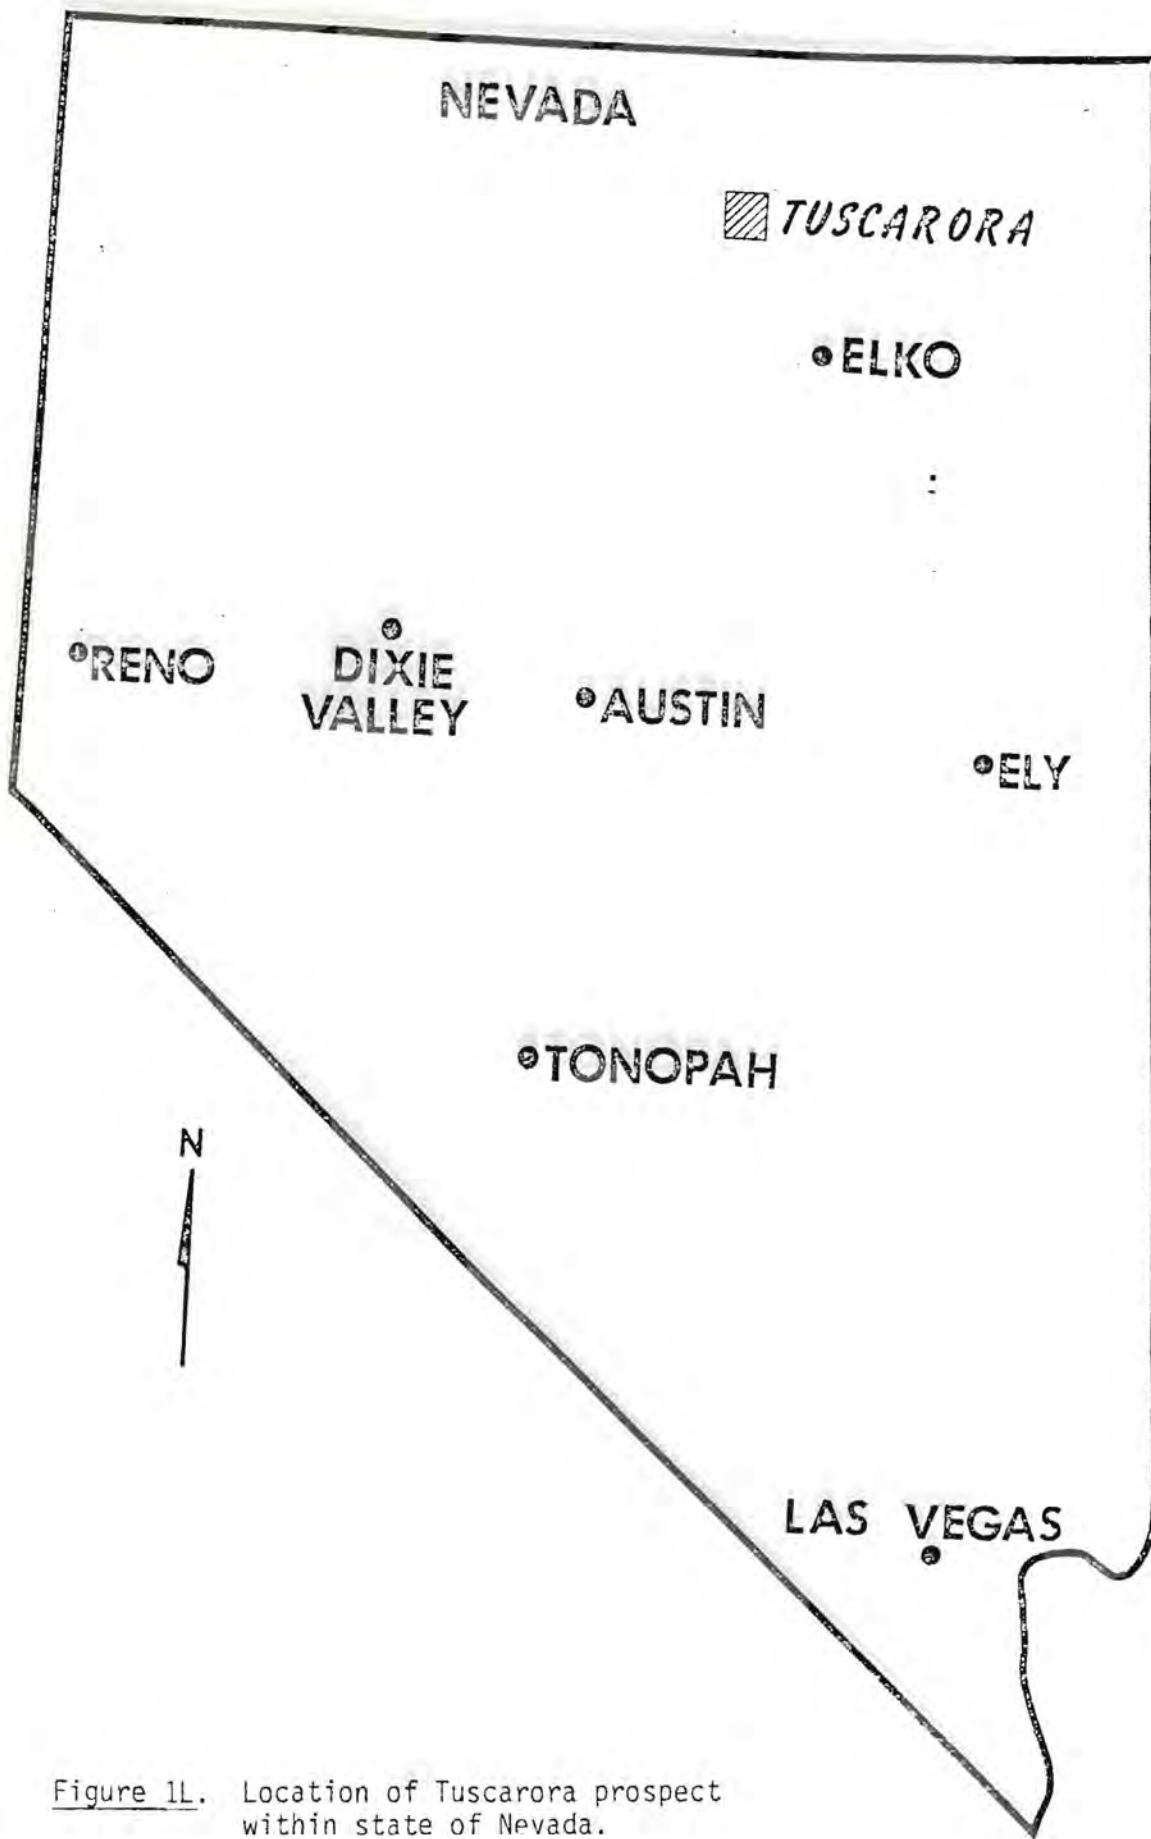 NEVADA
TUSCARORA
ELKO
RENO
DIXIE
VALLEY
AUSTIN
ELY
TONOPAH
N
LAS VEGAS
Figure 1L. Location of Tuscarora prospect
within state of Nevada.